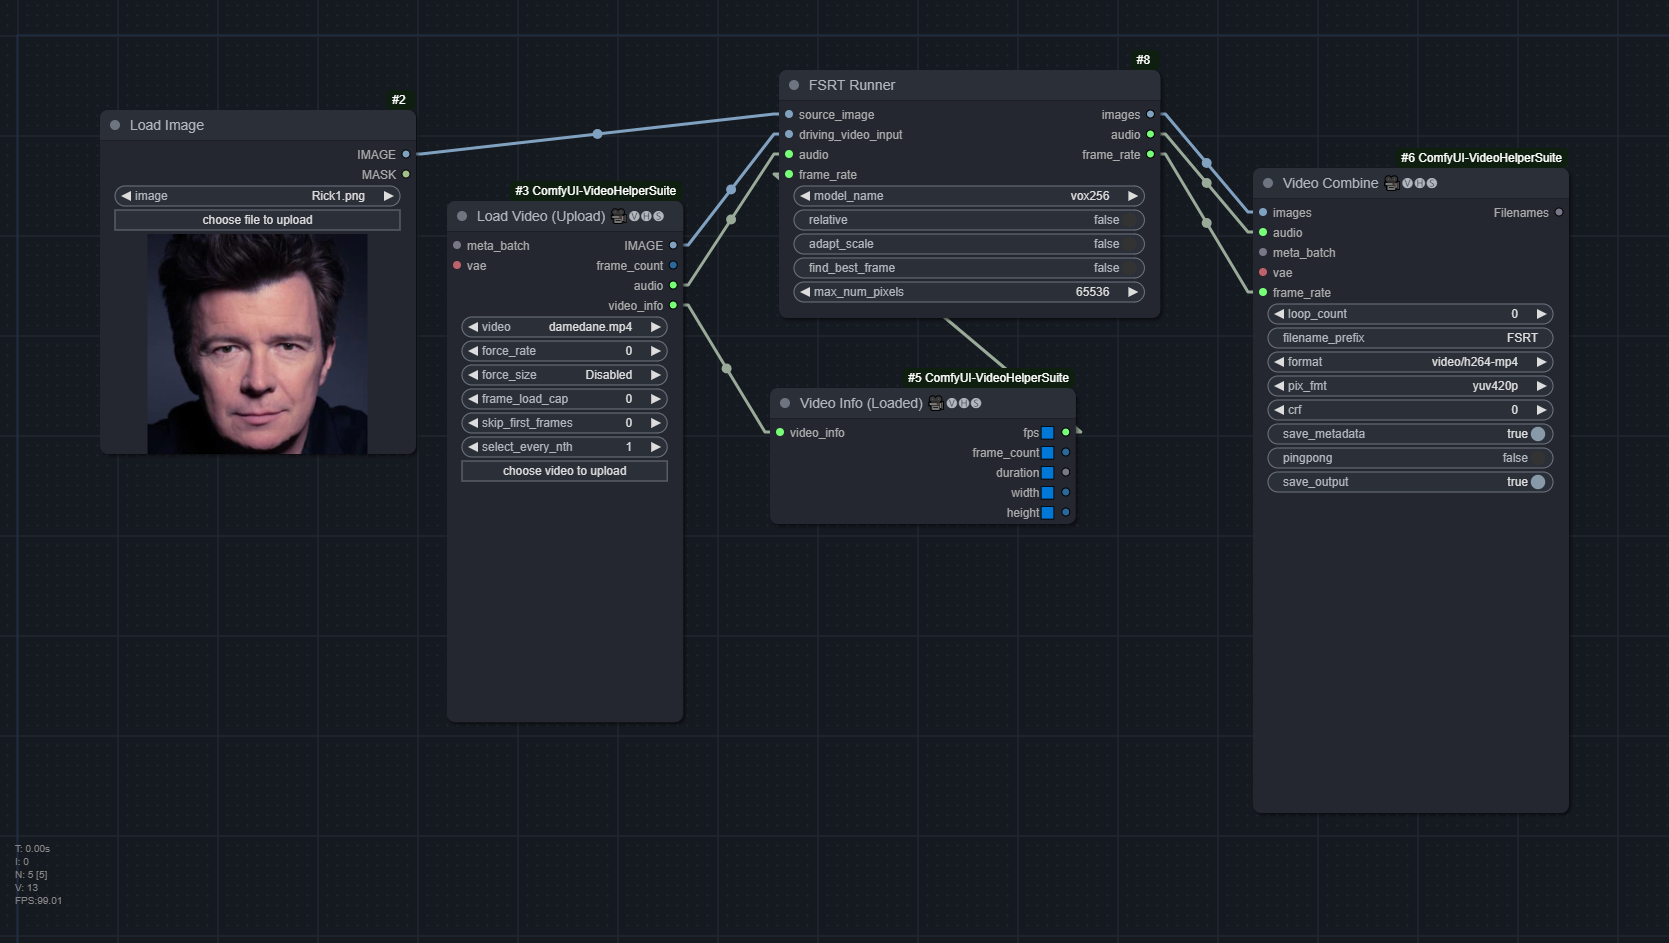 #2
Load Image
IMAGE
MASK
image Rick1.png
choose file to upload
#3 ComfyUI-VideoHelperSuite
Load Video (Upload) 🎥🅥🅗🅢
meta_batch IMAGE
vae frame_count
audio
video_info
video damedane.mp4
force_rate 0
force_size Disabled
frame_load_cap 0
skip_first_frames 0
select_every_nth 1
choose video to upload
#8
FSRT Runner
source_image images
driving_video_input audio
audio frame_rate
frame_rate
model_name vox256
relative false
adapt_scale false
find_best_frame false
max_num_pixels 65536
#5 ComfyUI-VideoHelperSuite
Video Info (Loaded) 🎥🅥🅗🅢
video_info fps
frame_count
duration
width
height
#6 ComfyUI-VideoHelperSuite
Video Combine 🎥🅥🅗🅢
images Filenames
audio
meta_batch
vae
frame_rate
loop_count 0
filename_prefix FSRT
format video/h264-mp4
pix_fmt yuv420p
crf 0
save_metadata true
pingpong false
save_output true
T: 0.00s
I: 0
N: 5 [5]
V: 13
FPS:99.01